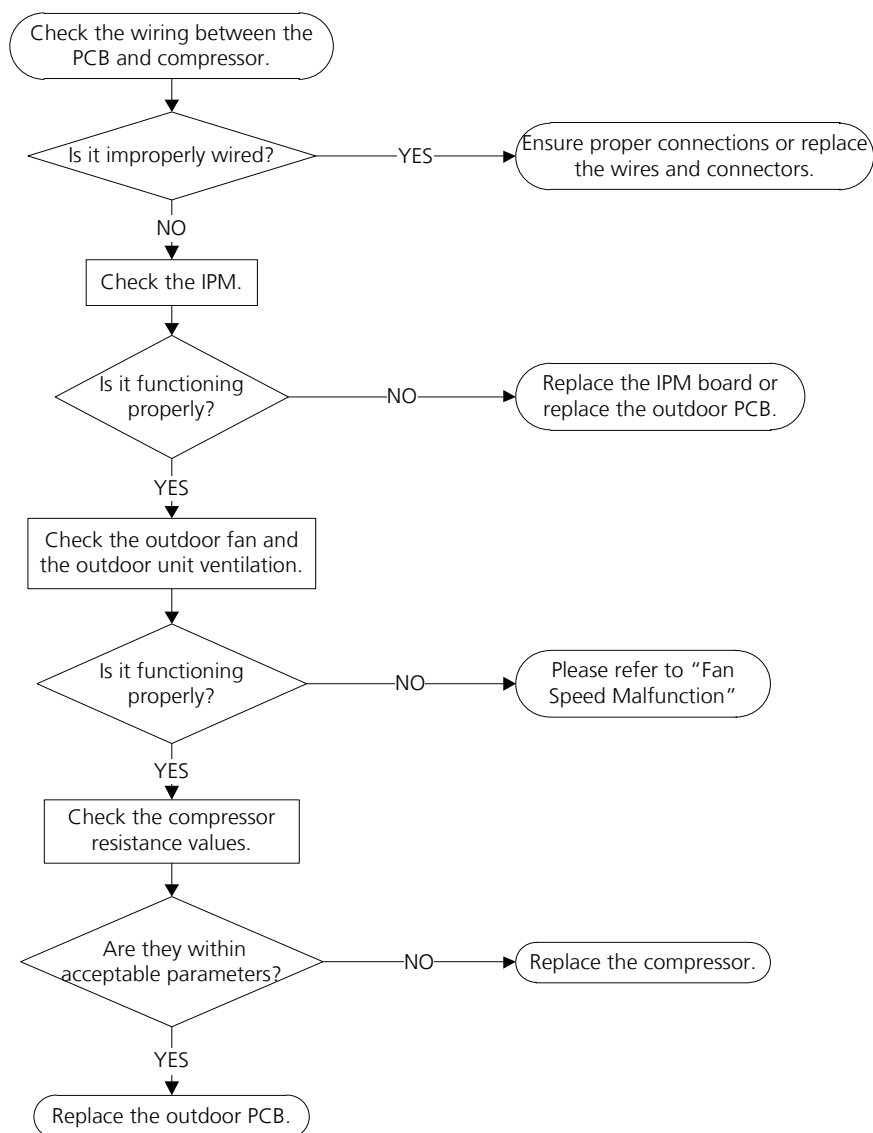 Check the wiring between the
PCB and compressor.
Is it improperly wired?
YES
Ensure proper connections or replace
the wires and connectors.
NO
Check the IPM.
Is it functioning
properly?
NO
Replace the IPM board or
replace the outdoor PCB.
YES
Check the outdoor fan and
the outdoor unit ventilation.
Is it functioning
properly?
NO
Please refer to “Fan
Speed Malfunction”
YES
Check the compressor
resistance values.
Are they within
acceptable parameters?
NO
Replace the compressor.
YES
Replace the outdoor PCB.